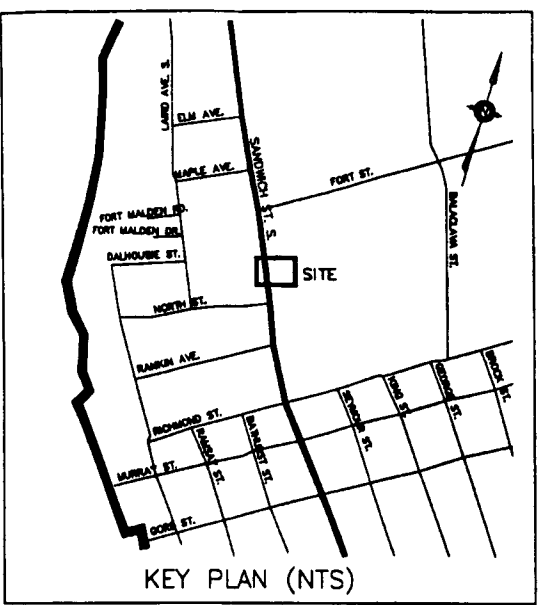 LAIRD AVE. S.
ELM AVE.
SANDWICH ST. S.
MAPLE AVE.
FORT ST.
BALACLAVA ST.
FORT MALDEN RD.
FORT MALDEN DR.
DALHOUSIE ST.
SITE
NORTH ST.
RANKIN AVE.
RICHMOND ST.
RAMSAY ST.
BATHURST ST.
SEYMOUR ST.
KING ST.
GEORGE ST.
BROCK ST.
MURRAY ST.
GORE ST.
KEY PLAN (NTS)